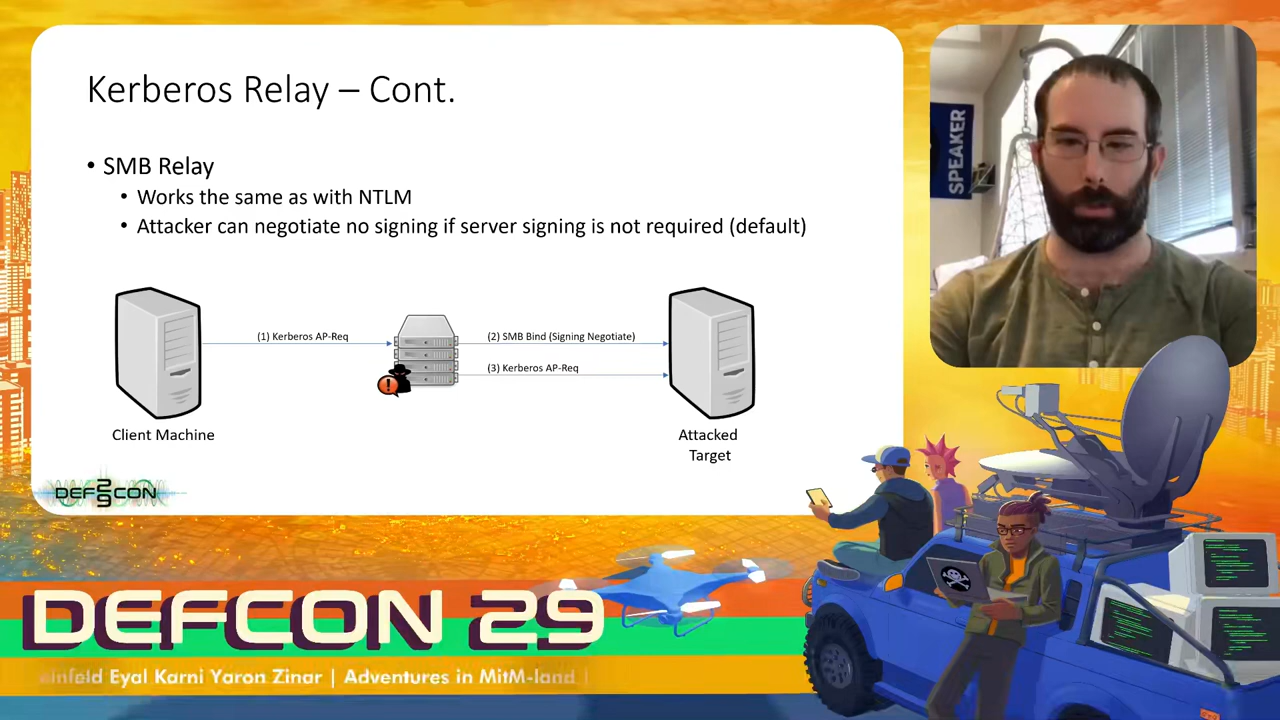 Kerberos Relay – Cont.
• SMB Relay
• Works the same as with NTLM
• Attacker can negotiate no signing if server signing is not required (default)
(1) Kerberos AP-Req
(2) SMB Bind (Signing Negotiate)
(3) Kerberos AP-Req
Client Machine
Attacked
Target
DEF CON
29
SPEAKER
DEFCON 29
Eyal Karni Yaron Zinar | Adventures in MitM-land |